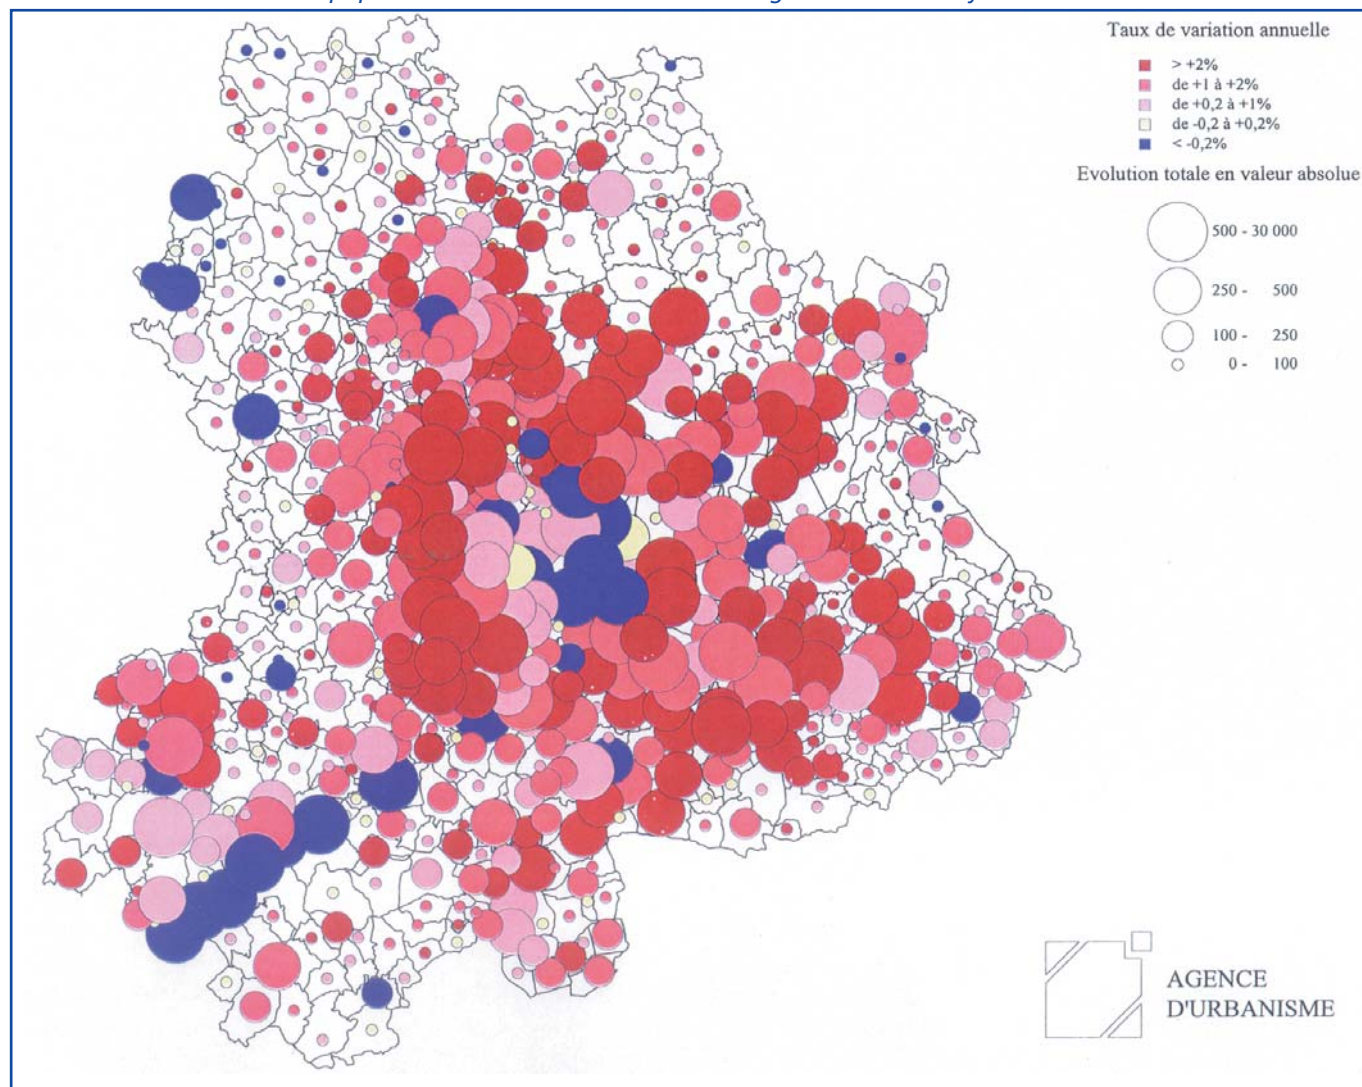 Taux de variation annuelle
> +2%
de +1 à +2%
de +0,2 à +1%
de -0,2 à +0,2%
< -0,2%
Evolution totale en valeur absolue
500 - 30 000
250 - 500
100 - 250
0 - 100
AGENCE
D'URBANISME